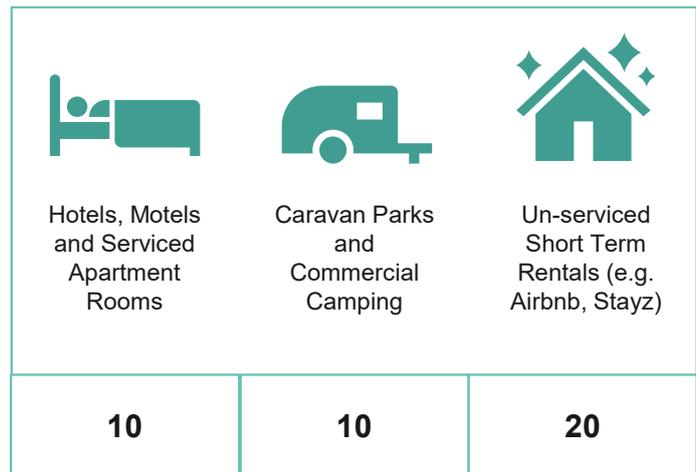 Hotels, Motels
and Serviced
Apartment
Rooms
Caravan Parks
and
Commercial
Camping
Un-serviced
Short Term
Rentals (e.g.
Airbnb, Stayz)
10
10
20